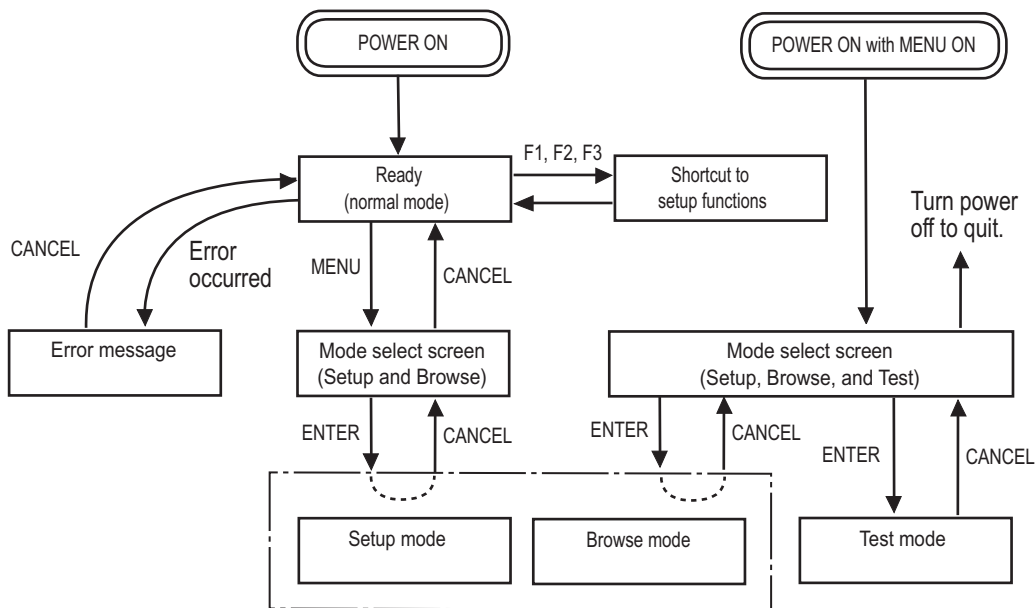 POWER ON
POWER ON with MENU ON
F1, F2, F3
Ready
(normal mode)
Shortcut to
setup functions
Turn power
off to quit.
CANCEL
Error
occurred
MENU
CANCEL
Error message
Mode select screen
(Setup and Browse)
Mode select screen
(Setup, Browse, and Test)
ENTER
CANCEL
ENTER
CANCEL
ENTER
CANCEL
Setup mode
Browse mode
Test mode